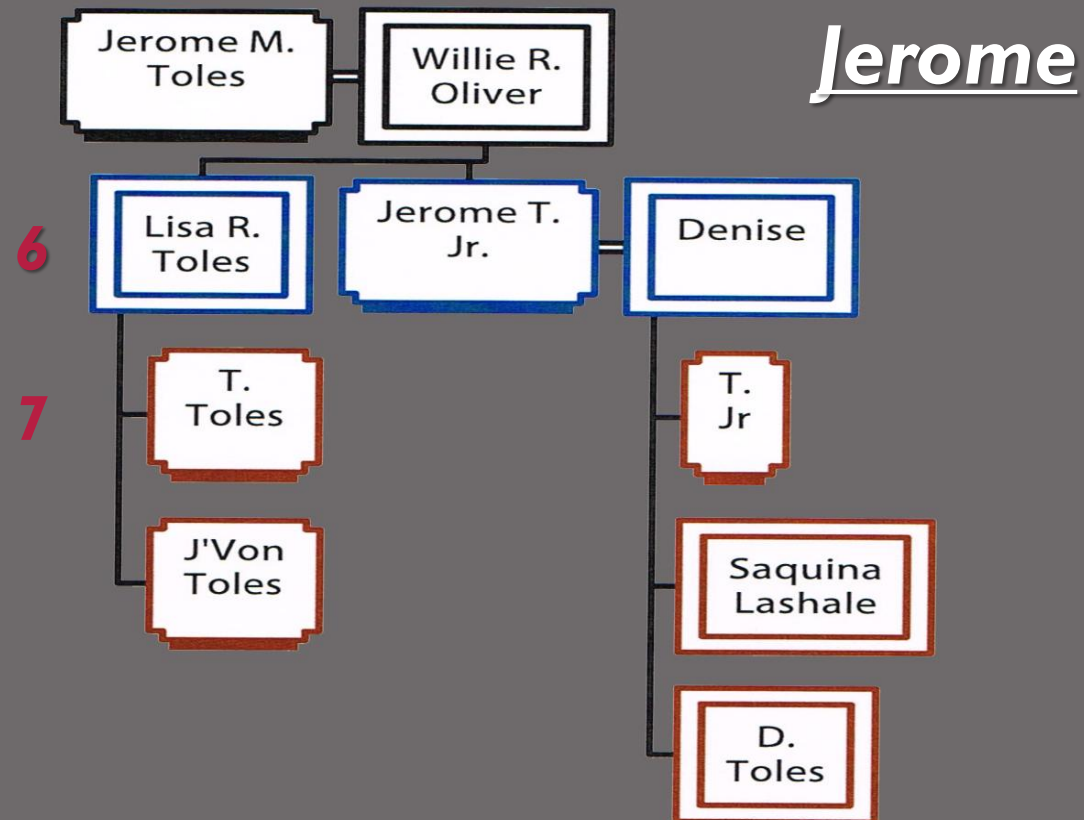 Jerome
Jerome M.
Toles
Willie R.
Oliver
6
Lisa R.
Toles
Jerome T.
Jr.
Denise
7
T.
Toles
T.
Jr
J'Von
Toles
Saquina
Lashale
D.
Toles